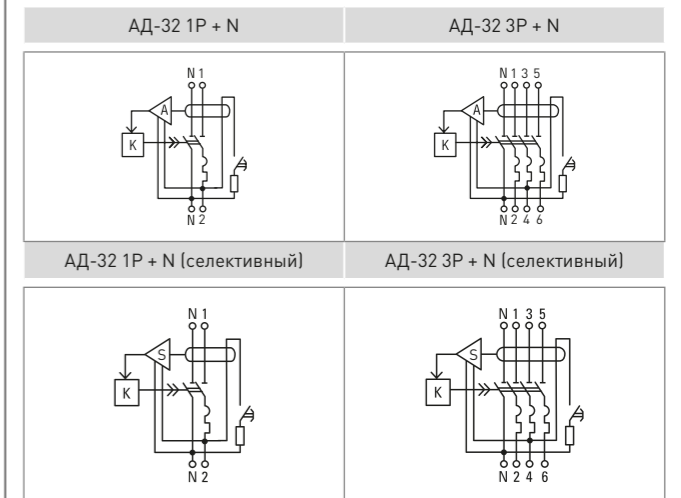 АД-32 1P + N
АД-32 3P + N
N 1
A
K
N 2
N 1 3 5
A
K
N 2 4 6
АД-32 1P + N (селективный)
АД-32 3P + N (селективный)
N 1
S
K
N 2
N 1 3 5
S
K
N 2 4 6